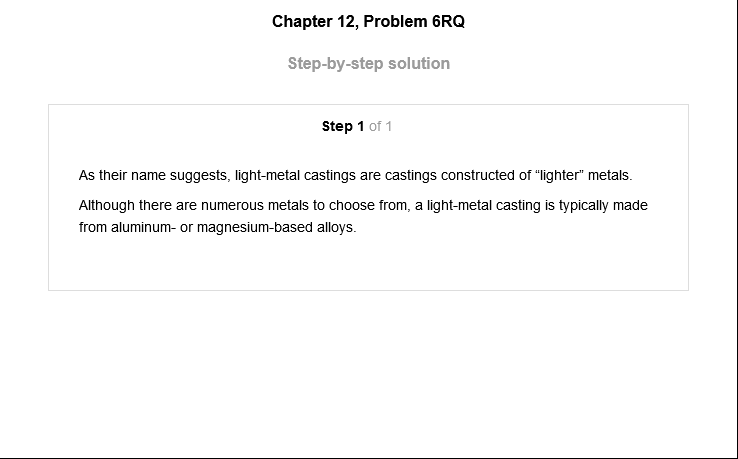 Chapter 12, Problem 6RQ
Step-by-step solution
Step 1 of 1
As their name suggests, light-metal castings are castings constructed of “lighter” metals.
Although there are numerous metals to choose from, a light-metal casting is typically made
from aluminum- or magnesium-based alloys.